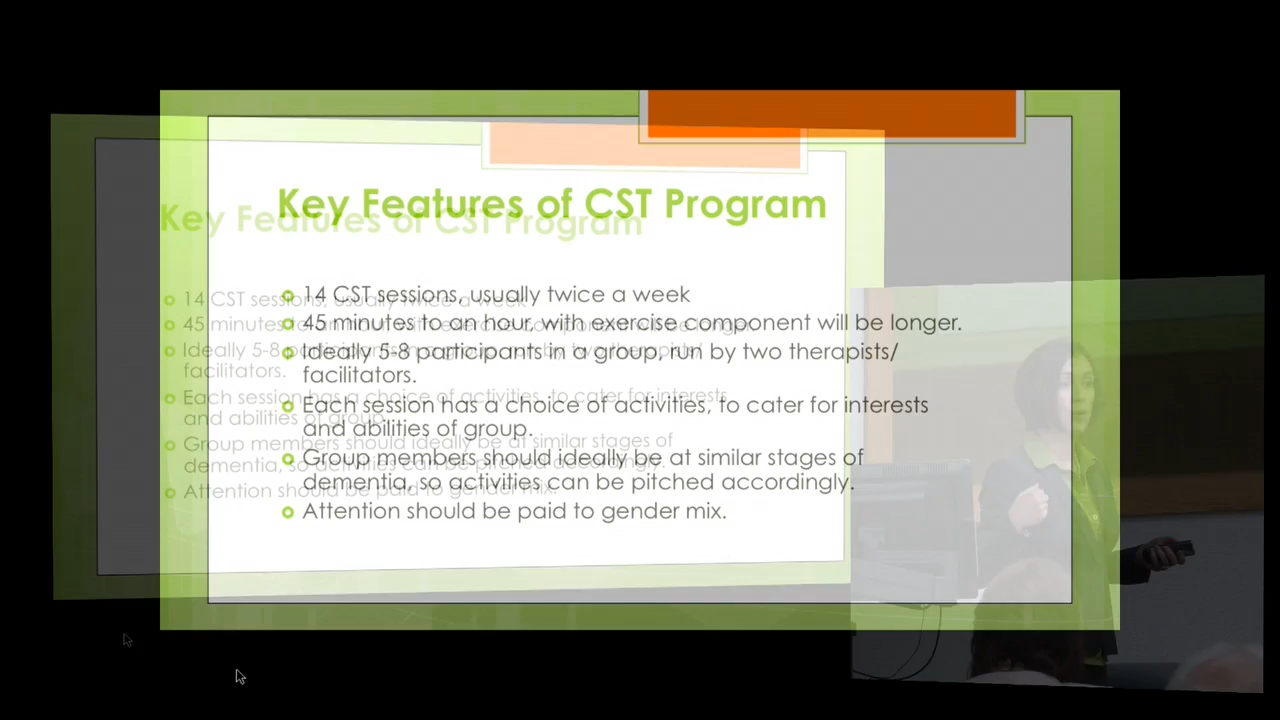 Key Features of CST Program
14 CST sessions, usually twice a week
45 minutes to an hour, with exercise component will be longer.
Ideally 5-8 participants in a group, run by two therapists/
facilitators.
Each session has a choice of activities, to cater for interests
and abilities of group.
Group members should ideally be at similar stages of
dementia, so activities can be pitched accordingly.
Attention should be paid to gender mix.